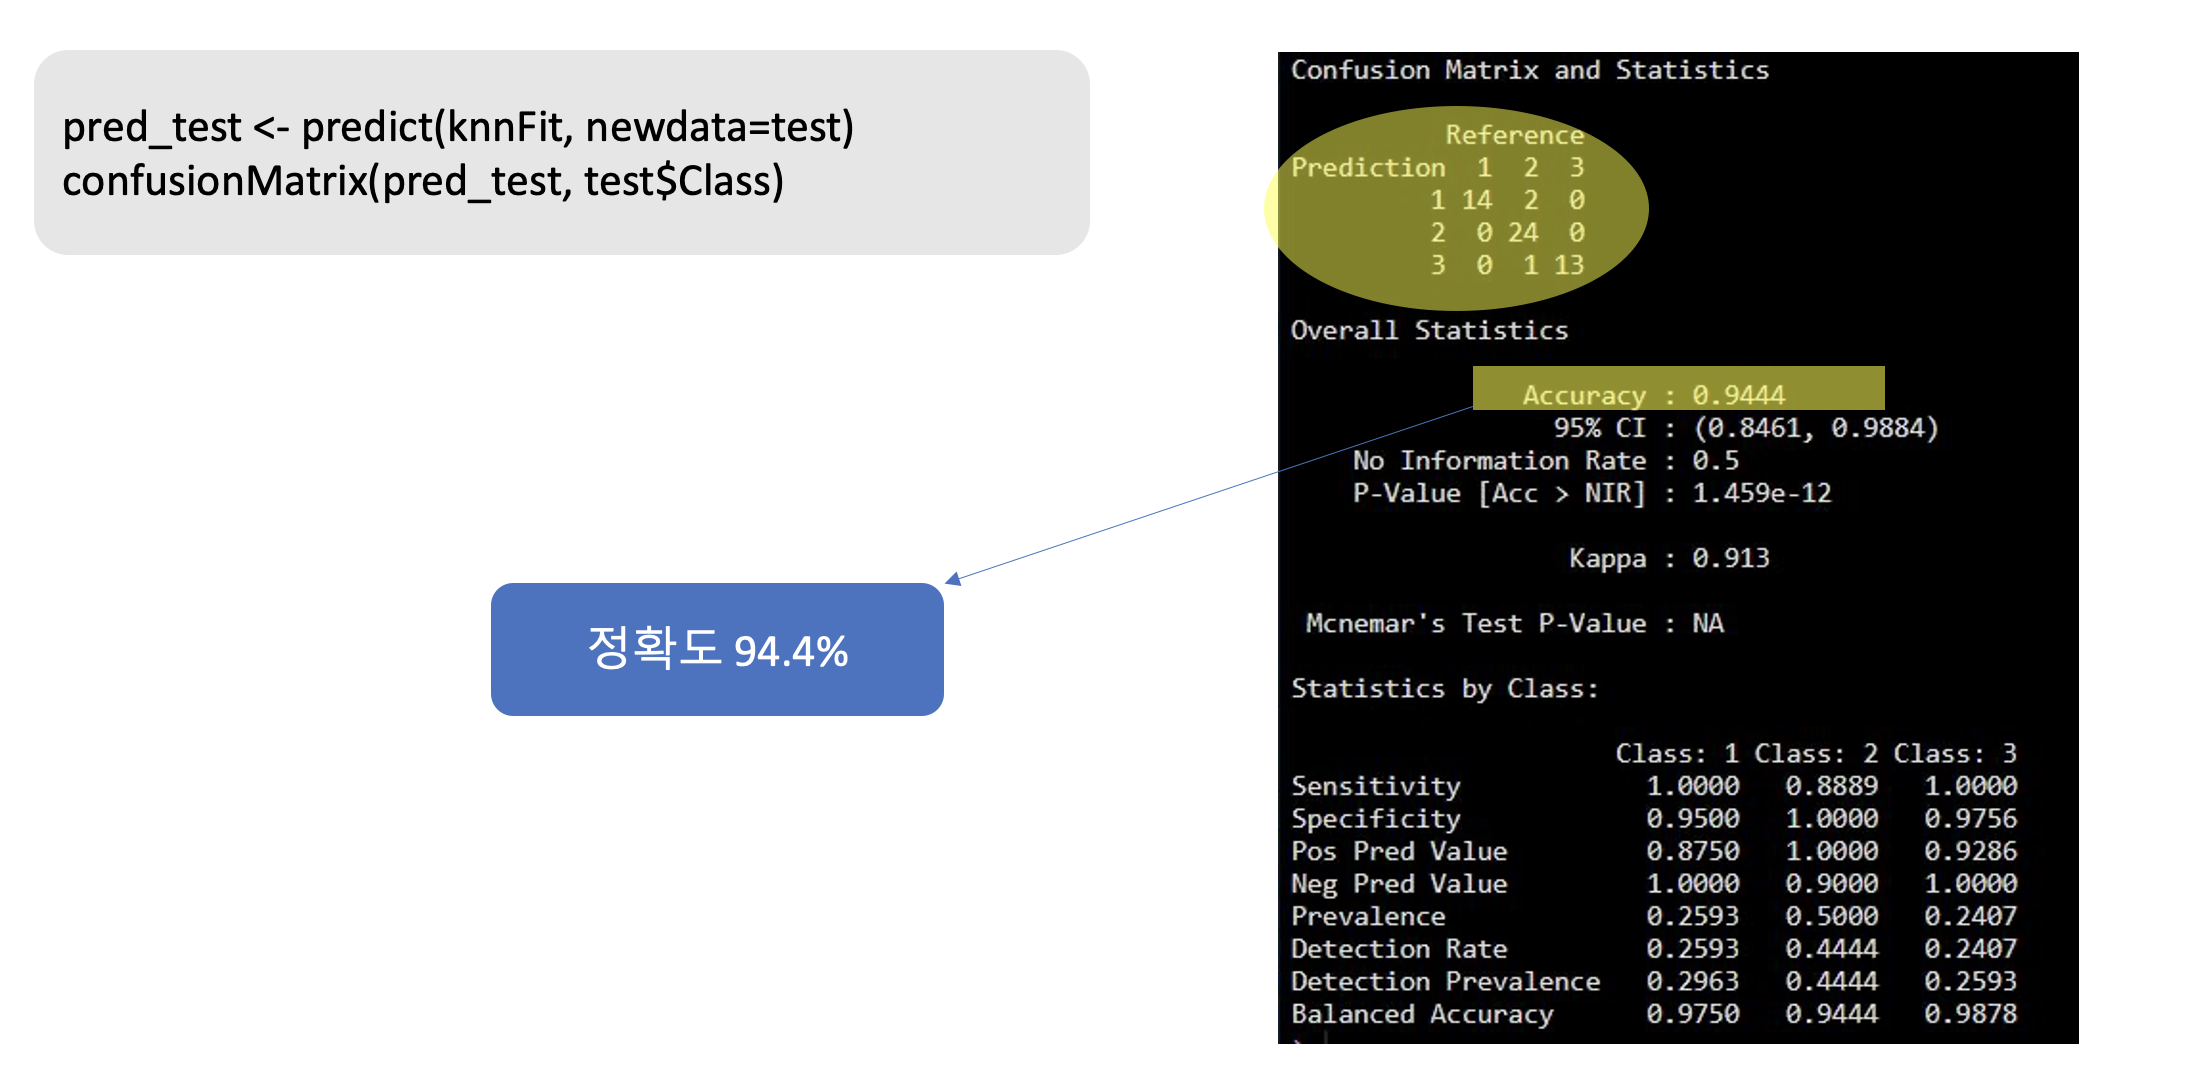 pred_test <- predict(knnFit, newdata=test)
confusionMatrix(pred_test, test$Class)
정확도 94.4%
Confusion Matrix and Statistics
Reference
Prediction 1 2 3
1 14 2 0
2 0 24 0
3 0 1 13
Overall Statistics
Accuracy : 0.9444
95% CI : (0.8461, 0.9884)
No Information Rate : 0.5
P-Value [Acc > NIR] : 1.459e-12
Kappa : 0.913
Mcnemar's Test P-Value : NA
Statistics by Class:
Class: 1 Class: 2 Class: 3
Sensitivity 1.0000 0.8889 1.0000
Specificity 0.9500 1.0000 0.9756
Pos Pred Value 0.8750 1.0000 0.9286
Neg Pred Value 1.0000 0.9000 1.0000
Prevalence 0.2593 0.5000 0.2407
Detection Rate 0.2593 0.4444 0.2407
Detection Prevalence 0.2963 0.4444 0.2593
Balanced Accuracy 0.9750 0.9444 0.9878